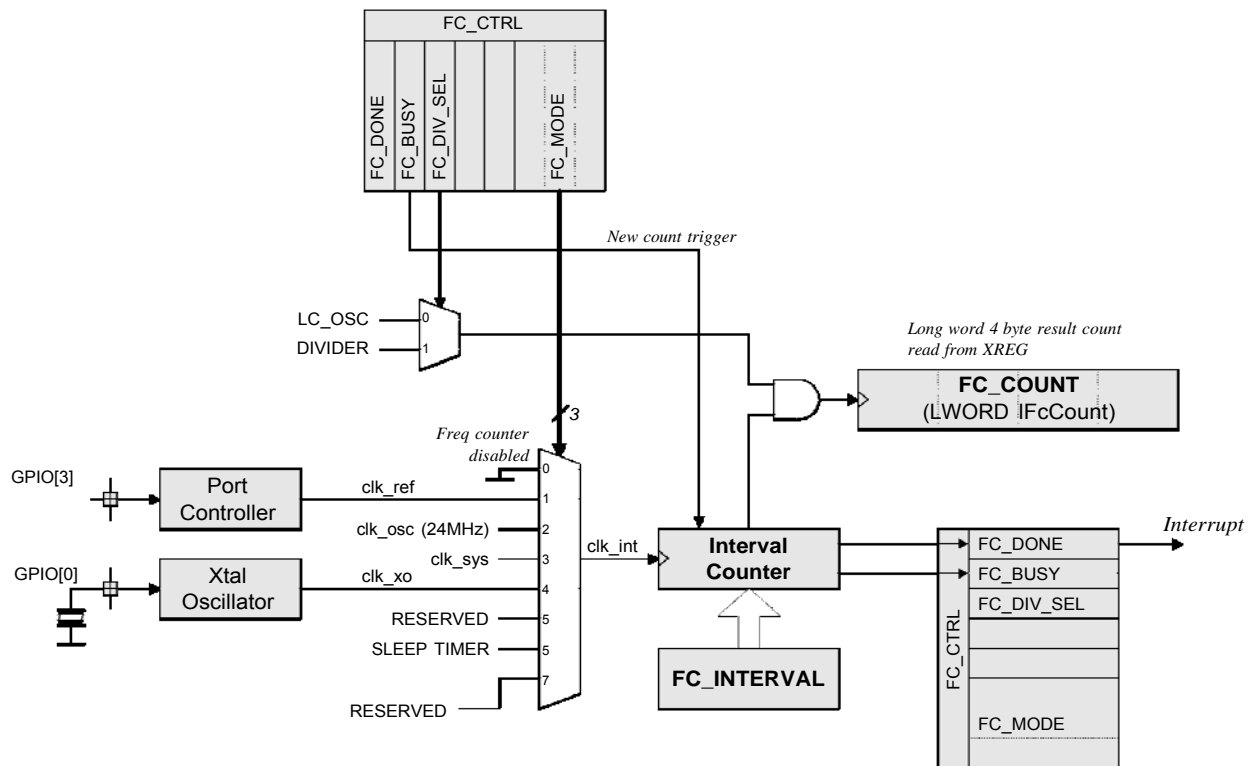 FC_CTRL
FC_DONE
FC_BUSY
FC_DIV_SEL
FC_MODE
New count trigger
LC_OSC
0
DIVIDER
1
Long word 4 byte result count
read from XREG
FC_COUNT
(LWORD lFcCount)
3
Freq counter
disabled
0
GPIO[3]
Port
Controller
clk_ref
1
clk_osc (24MHz)
2
clk_sys
3
GPIO[0]
Xtal
Oscillator
clk_xo
4
RESERVED
5
SLEEP TIMER
5
RESERVED
7
clk_int
Interval
Counter
FC_INTERVAL
FC_CTRL
FC_DONE
FC_BUSY
FC_DIV_SEL
FC_MODE
Interrupt